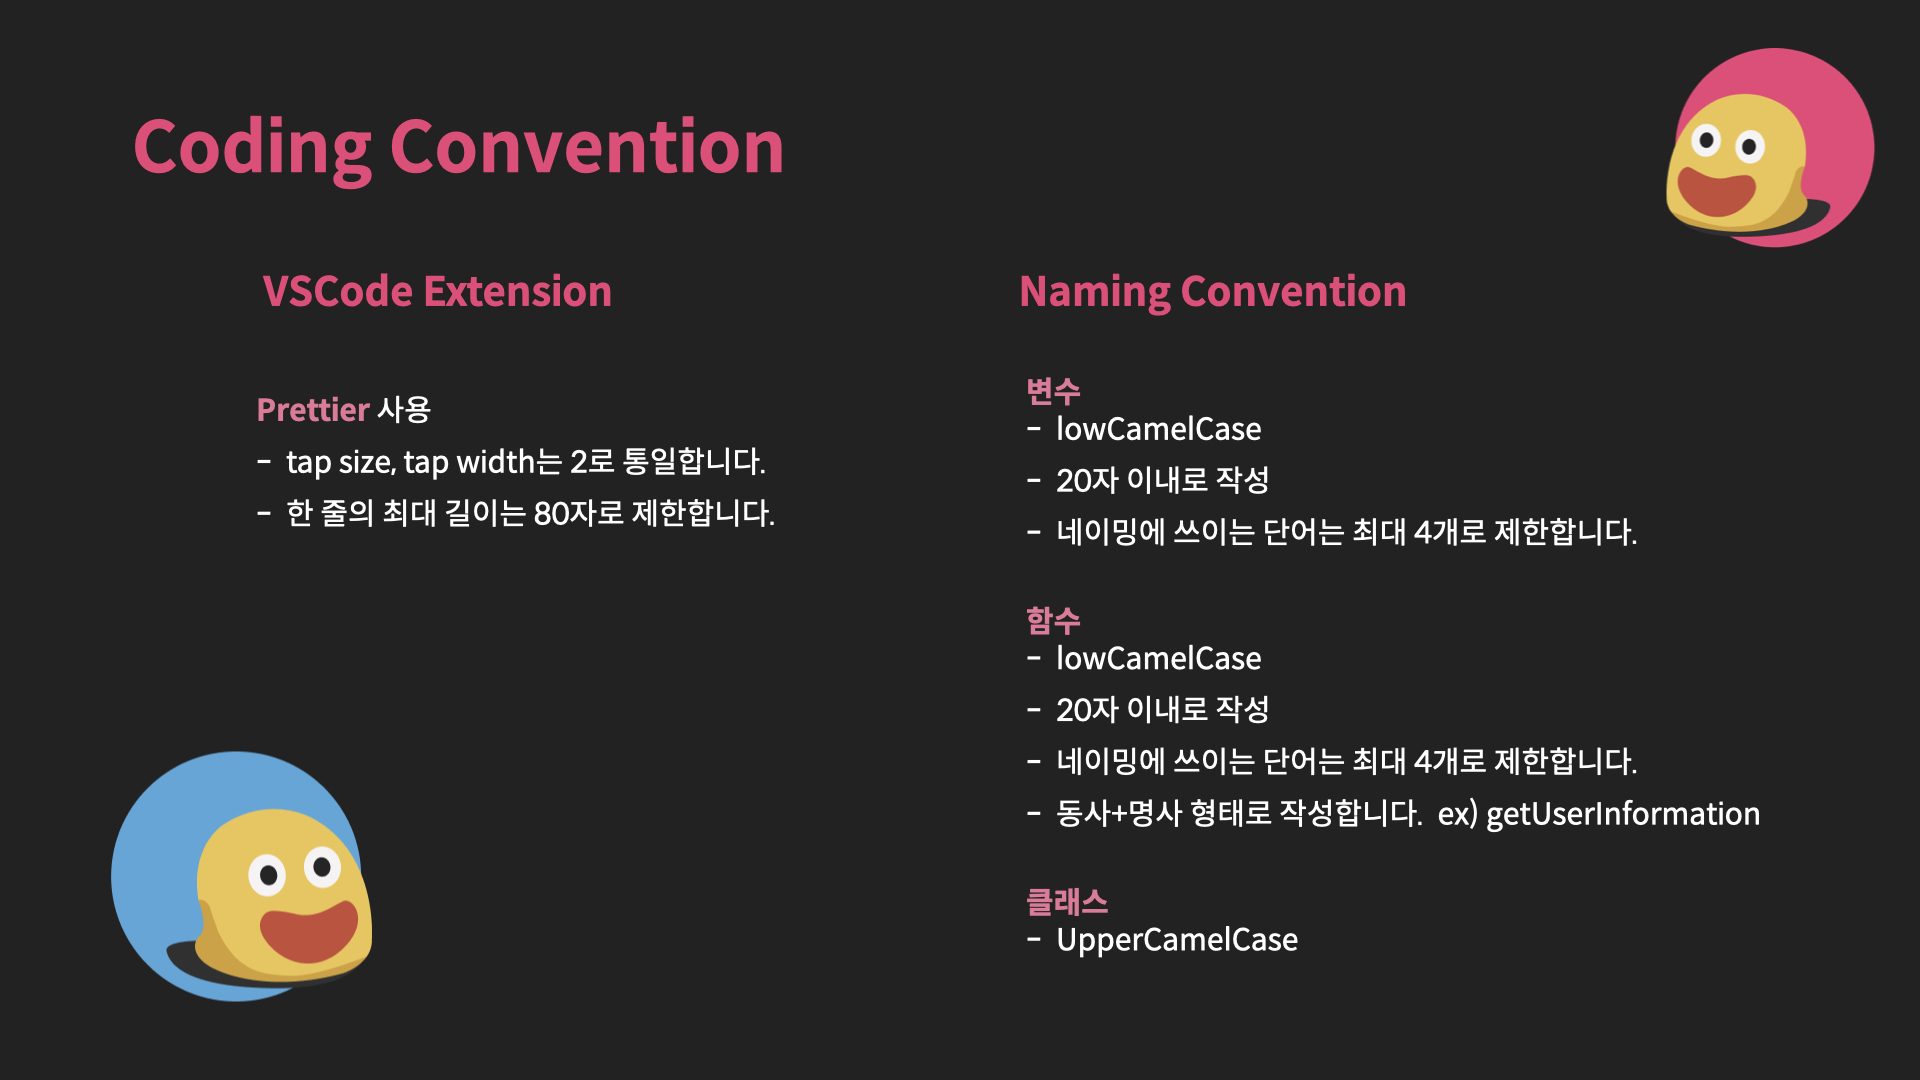 Coding Convention
VSCode Extension
Prettier 사용
- tap size, tap width는 2로 통일합니다.
- 한 줄의 최대 길이는 80자로 제한합니다.
Naming Convention
변수
- lowCamelCase
- 20자 이내로 작성
- 네이밍에 쓰이는 단어는 최대 4개로 제한합니다.
함수
- lowCamelCase
- 20자 이내로 작성
- 네이밍에 쓰이는 단어는 최대 4개로 제한합니다.
- 동사+명사 형태로 작성합니다. ex) getUserInformation
클래스
- UpperCamelCase